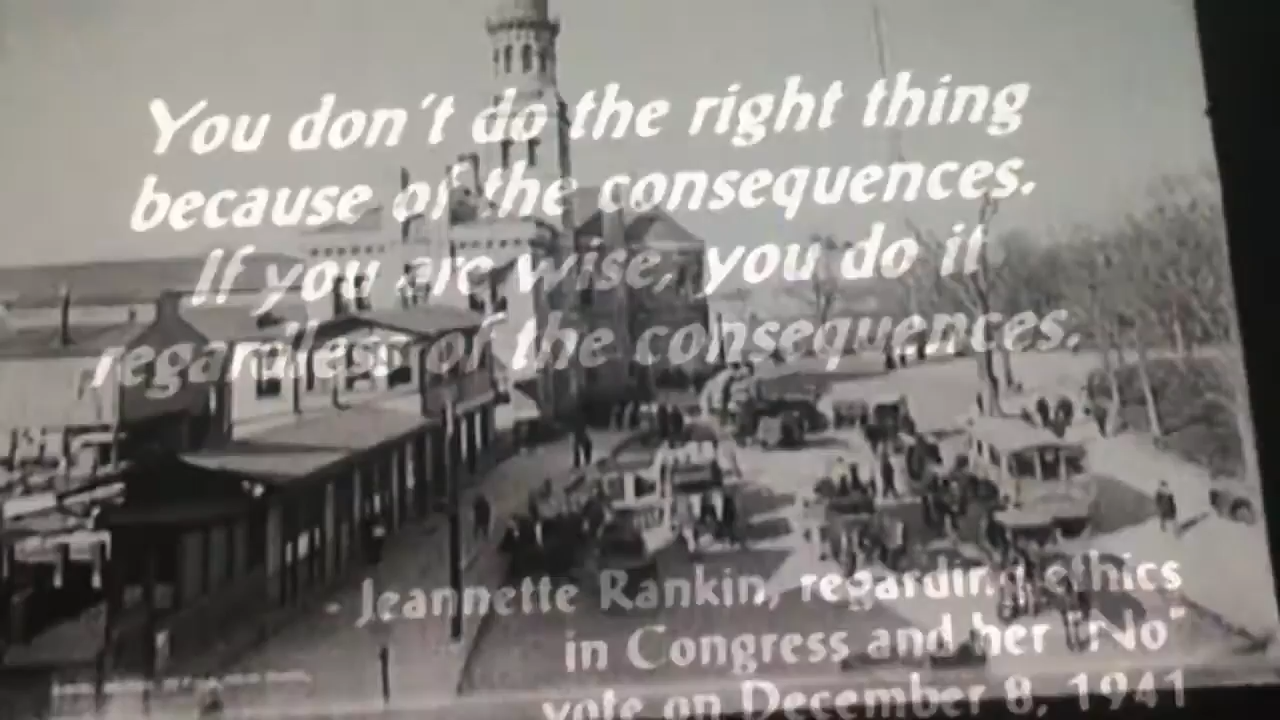 You don't do the right thing
because of the consequences.
If you are wise, you do it
regardless of the consequences.
- Jeannette Rankin, regarding ethics
in Congress and her "No"
vote on December 8, 1941